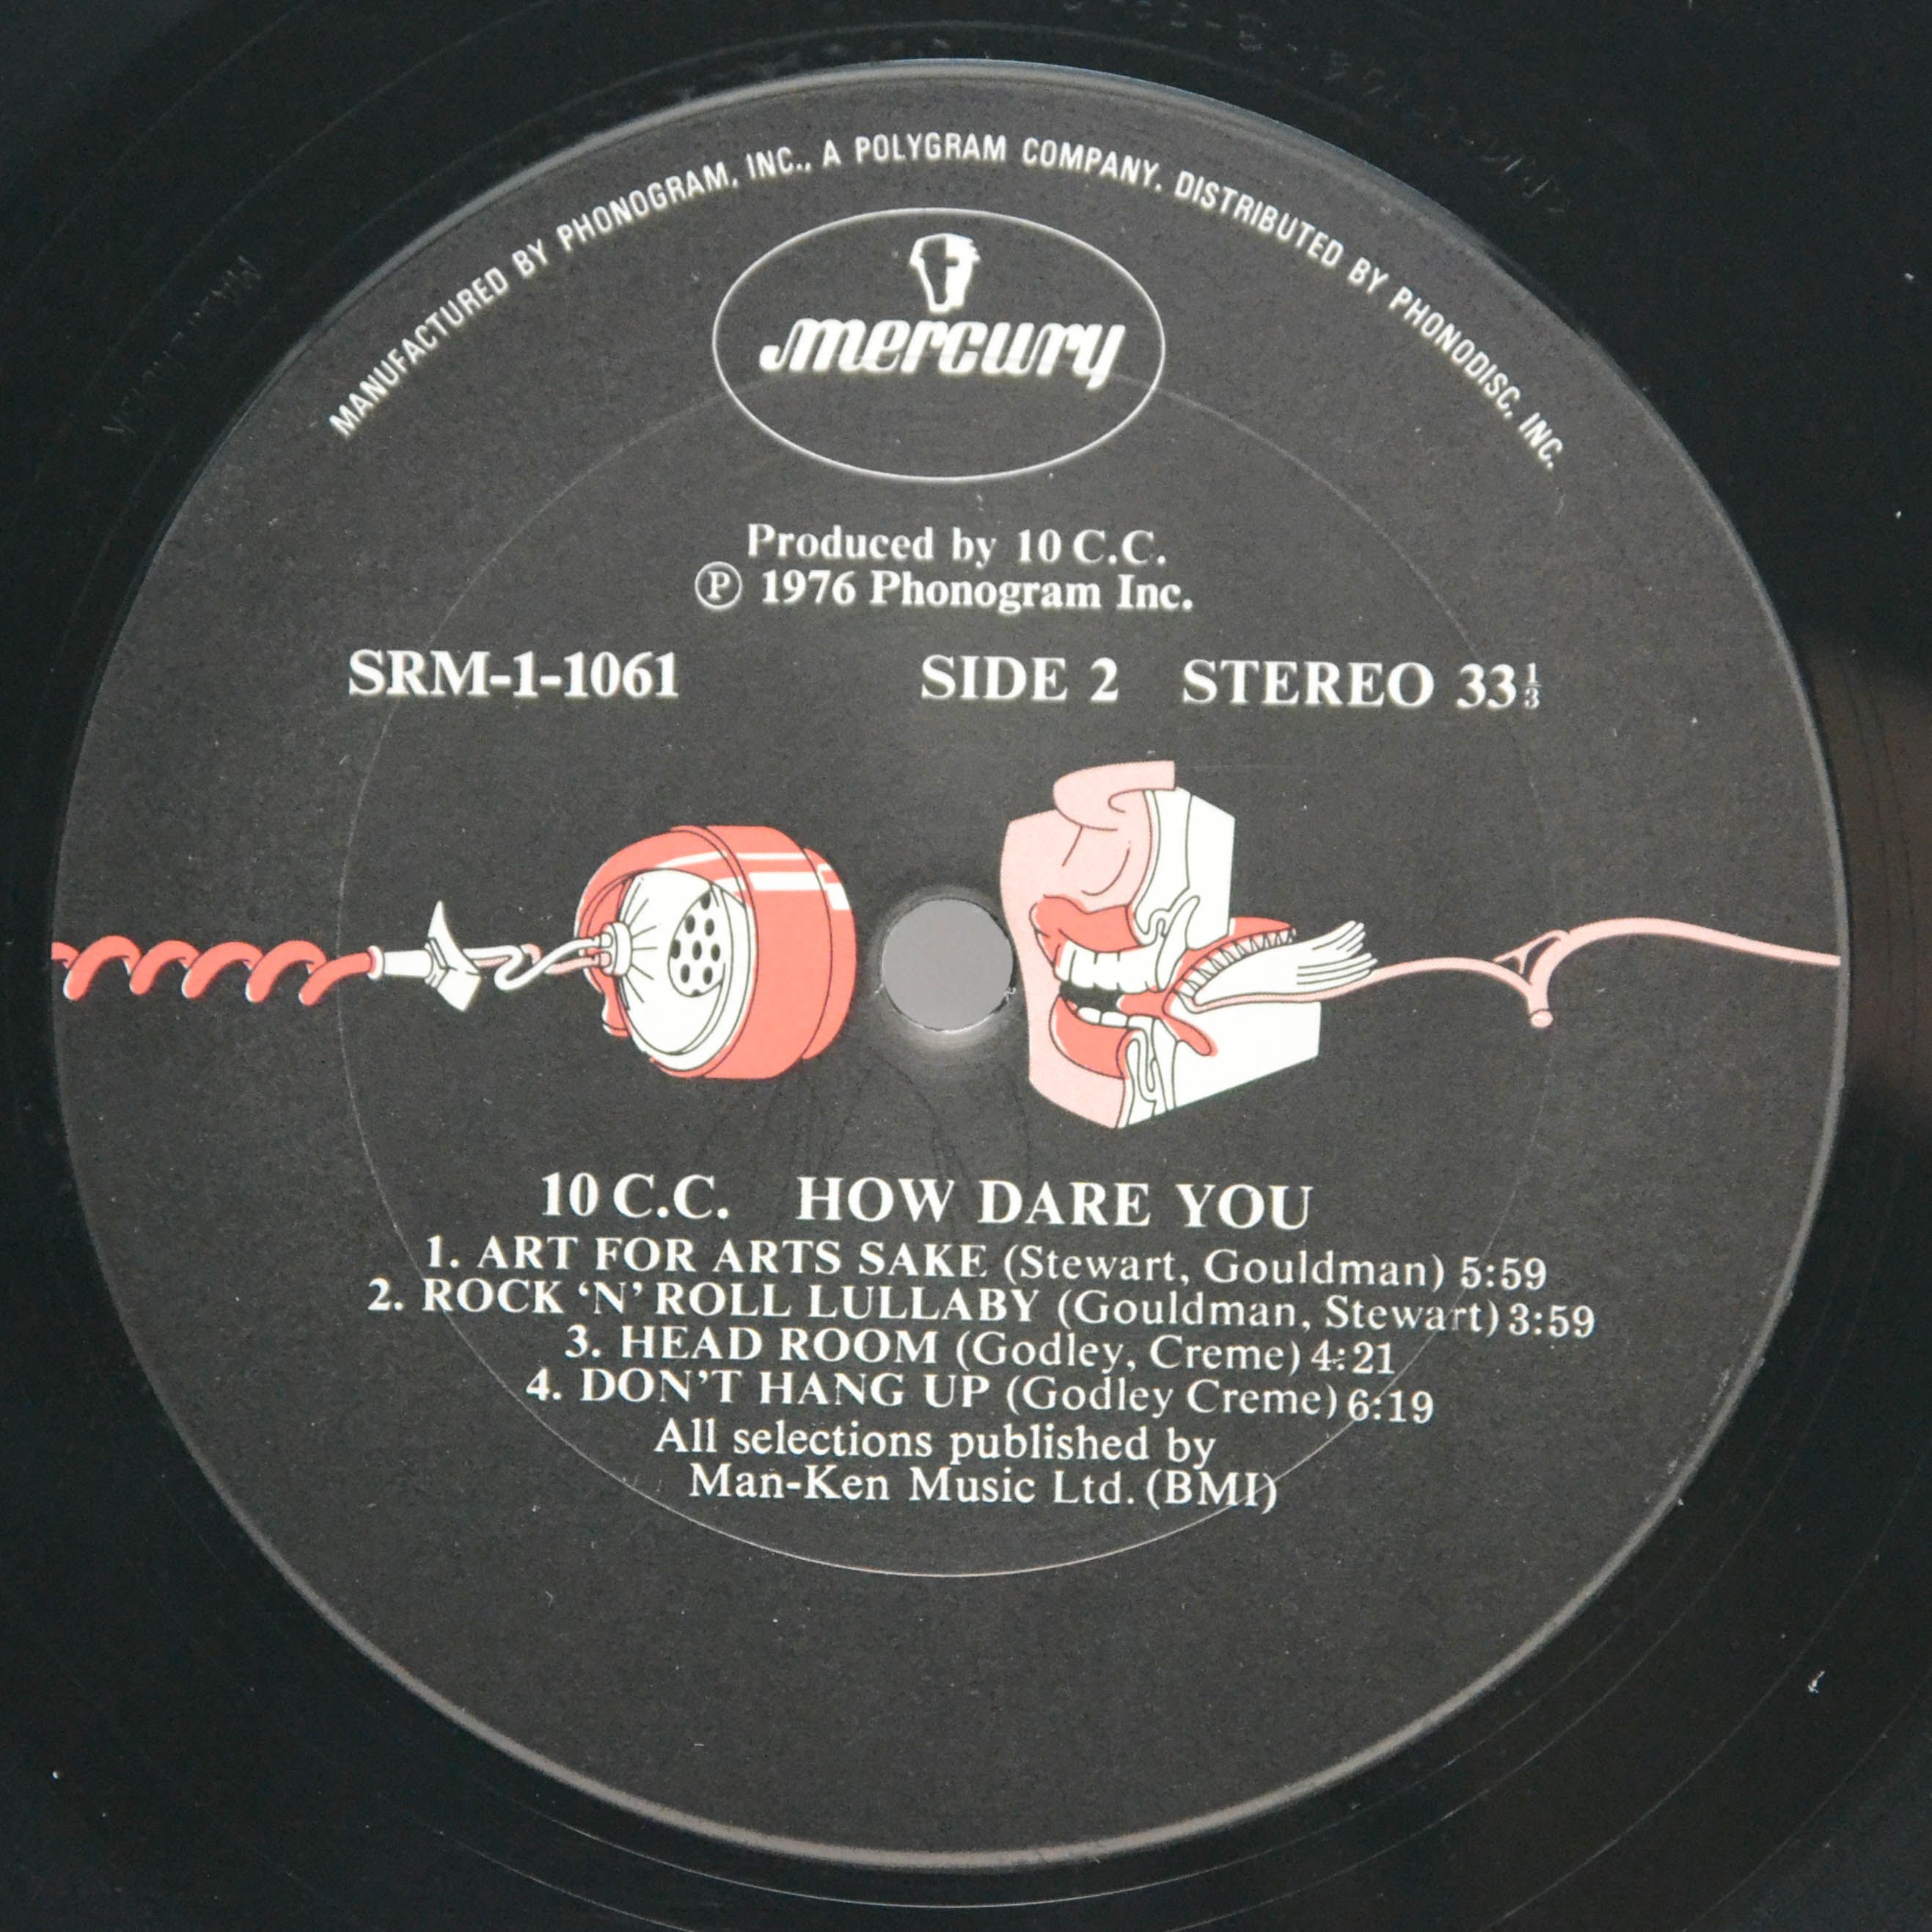 MANUFACTURED BY PHONOGRAM, INC., A POLYGRAM COMPANY. DISTRIBUTED BY PHONODISC, INC.
mercury
Produced by 10 C.C.
Ⓟ 1976 Phonogram Inc.
SRM-1-1061 SIDE 2 STEREO 33⅓
10 C.C. HOW DARE YOU
1. ART FOR ARTS SAKE (Stewart, Gouldman) 5:59
2. ROCK ‘N’ ROLL LULLABY (Gouldman, Stewart) 3:59
3. HEAD ROOM (Godley, Creme) 4:21
4. DON’T HANG UP (Godley Creme) 6:19
All selections published by
Man-Ken Music Ltd. (BMI)